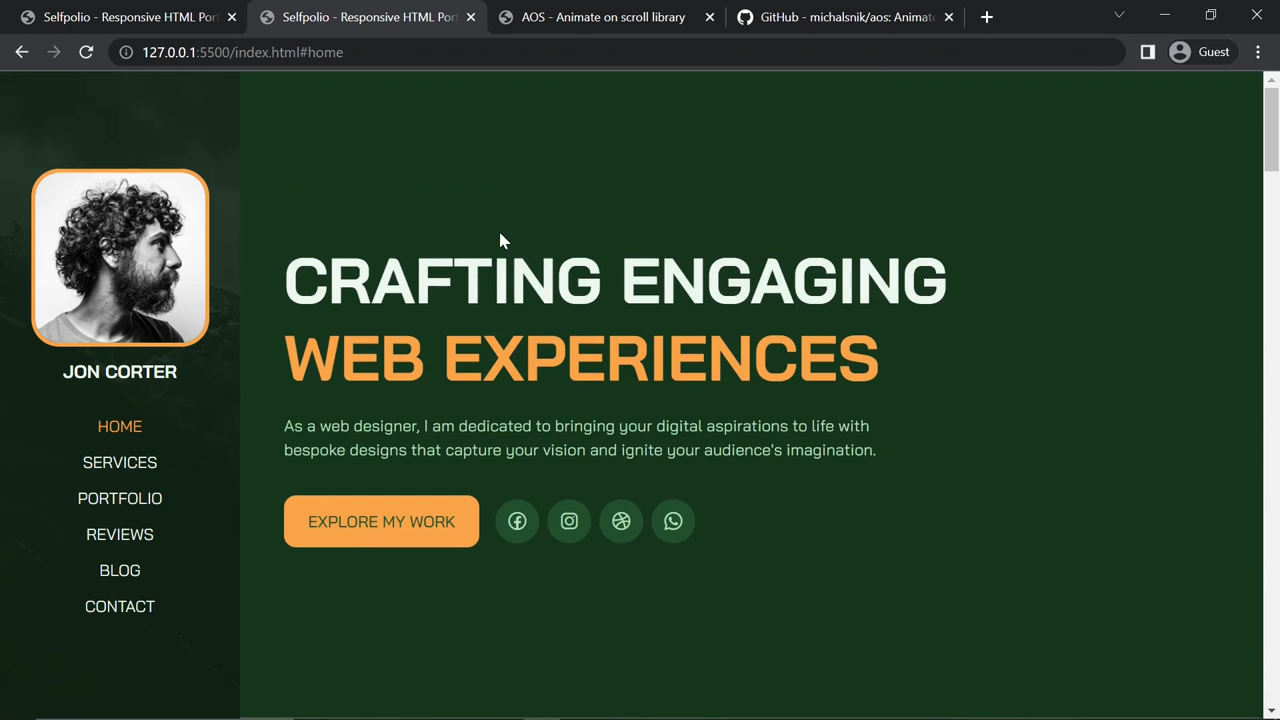 Selfpolio - Responsive HTML Por
Selfpolio - Responsive HTML Port
AOS - Animate on scroll library
GitHub - michalsnik/aos: Animate
127.0.0.1:5500/index.html#home
Guest
JON CORTER
HOME
SERVICES
PORTFOLIO
REVIEWS
BLOG
CONTACT
CRAFTING ENGAGING
WEB EXPERIENCES
As a web designer, I am dedicated to bringing your digital aspirations to life with
bespoke designs that capture your vision and ignite your audience's imagination.
EXPLORE MY WORK